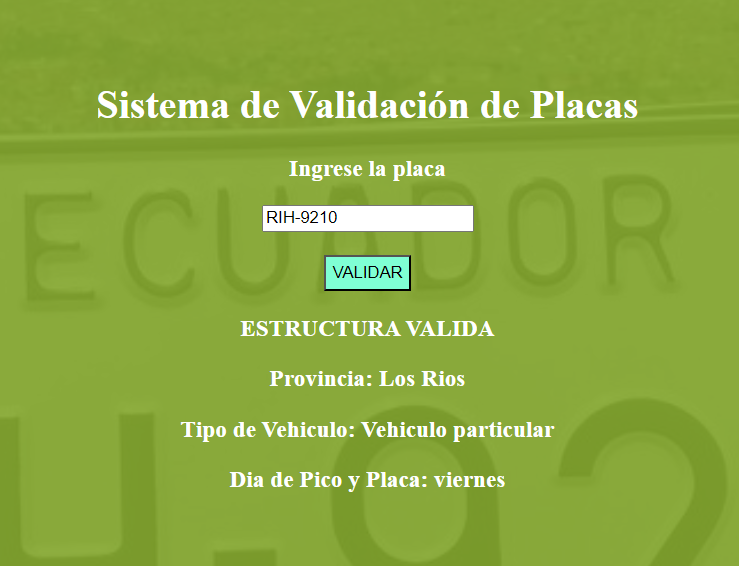 Sistema de Validación de Placas
Ingrese la placa
ECUADOR
RIH-9210
VALIDAR
ESTRUCTURA VALIDA
Provincia: Los Rios
Tipo de Vehiculo: Vehiculo particular
Dia de Pico y Placa: viernes